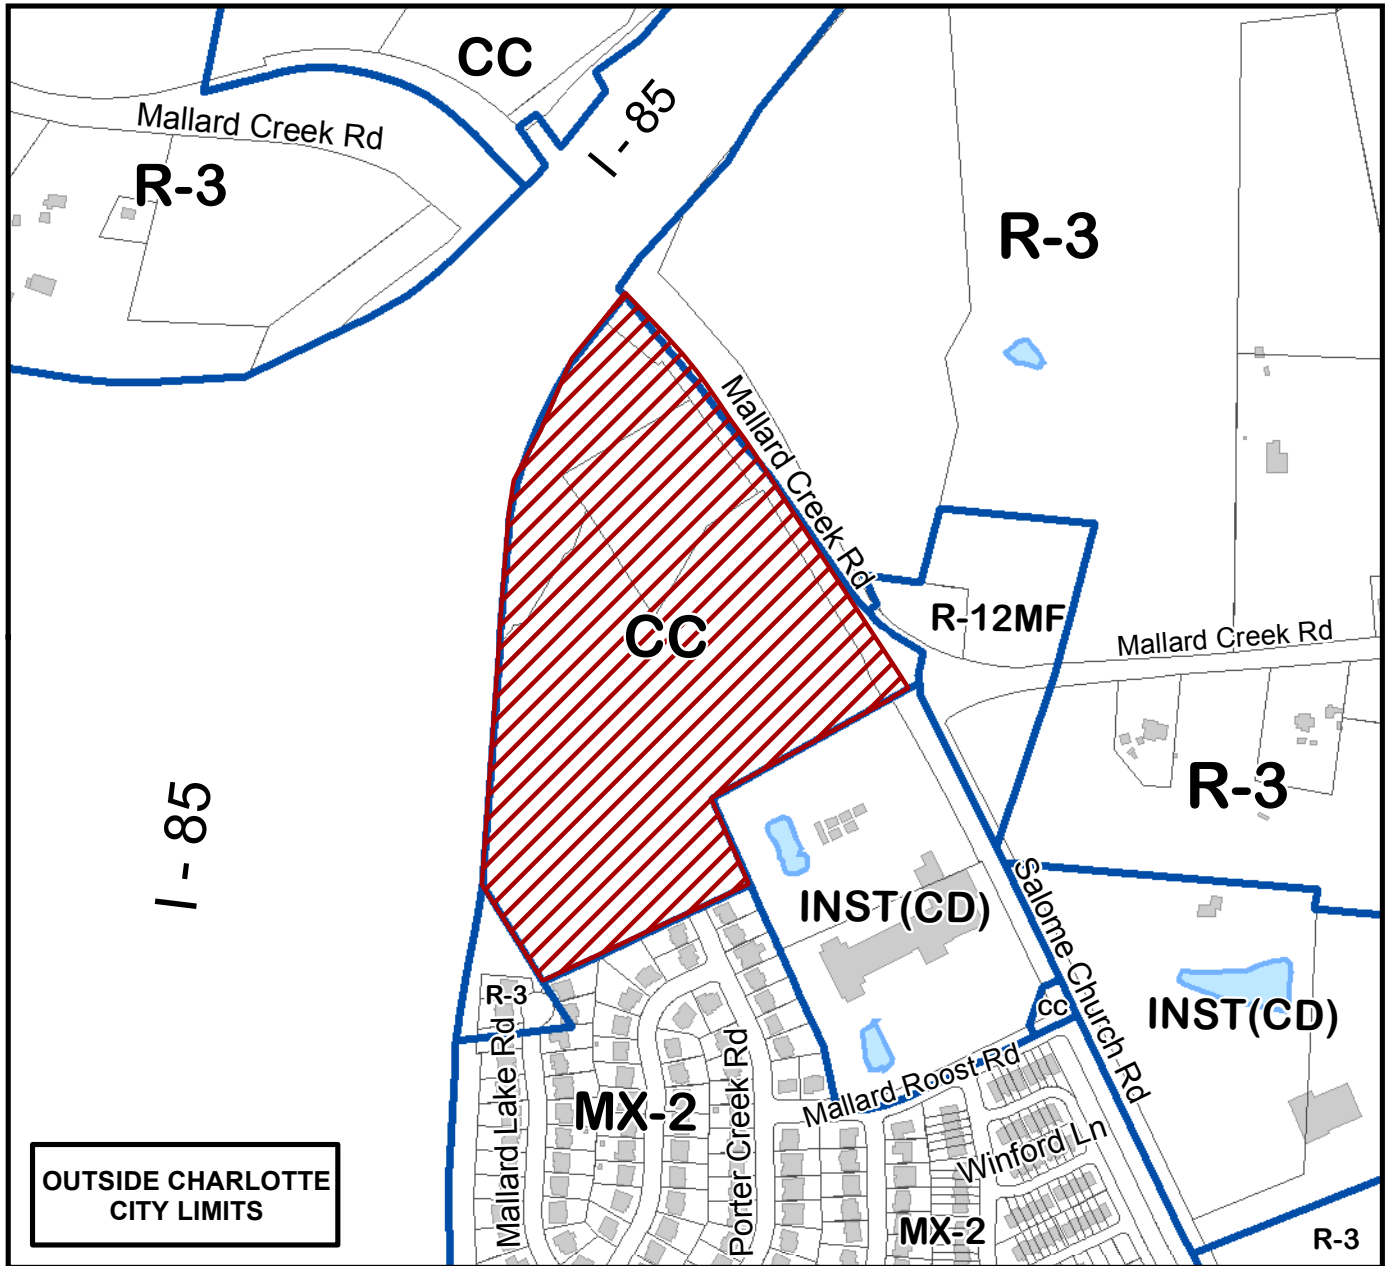 CC
I - 85
Mallard Creek Rd
R-3
R-3
Mallard Creek Rd
R-12MF
CC
Mallard Creek Rd
R-3
I - 85
INST(CD)
Salome Church Rd
R-3
CC
INST(CD)
Mallard Lake Rd
MX-2
Porter Creek Rd
Mallard Roost Rd
Winford Ln
MX-2
R-3
OUTSIDE CHARLOTTE
CITY LIMITS